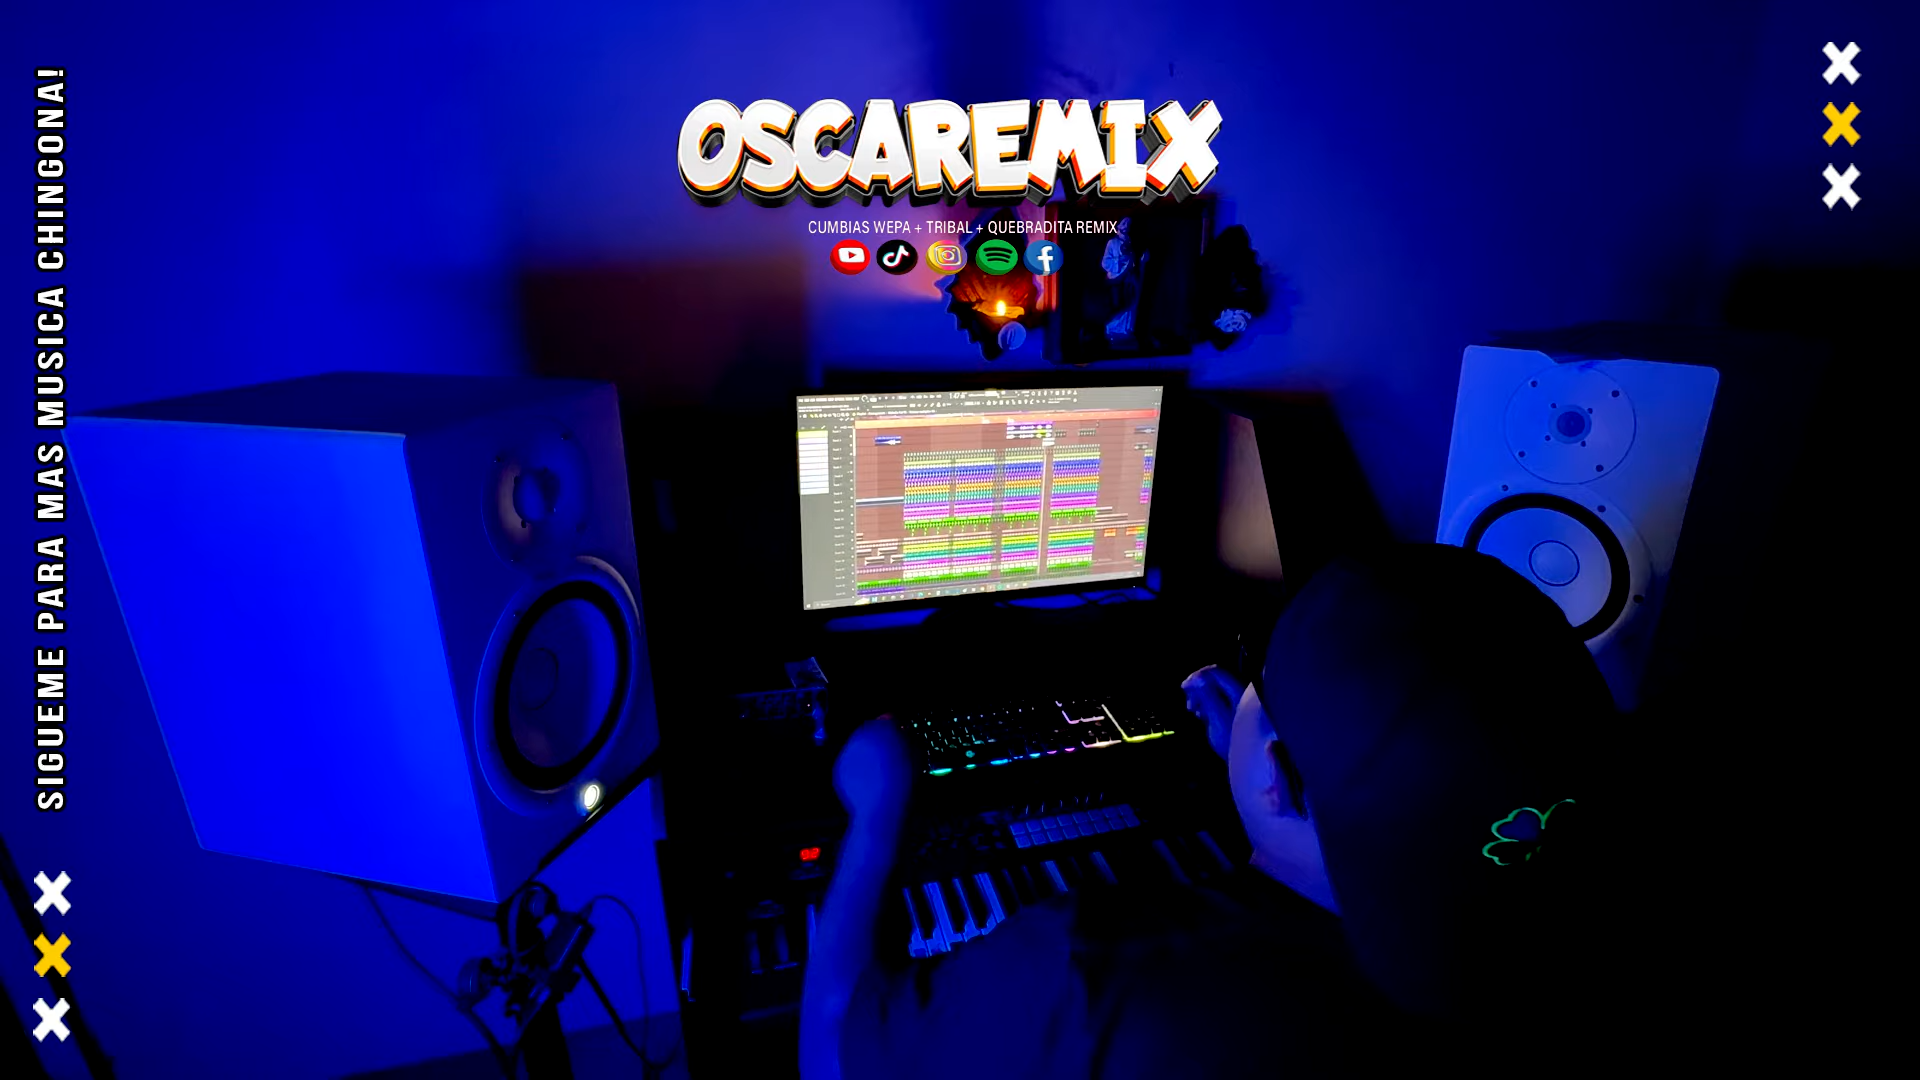 OSCAREMIX
CUMBIAS WEPA + TRIBAL + QUEBRADITA REMIX
SIGUEME PARA MAS MUSICA CHINGONA!